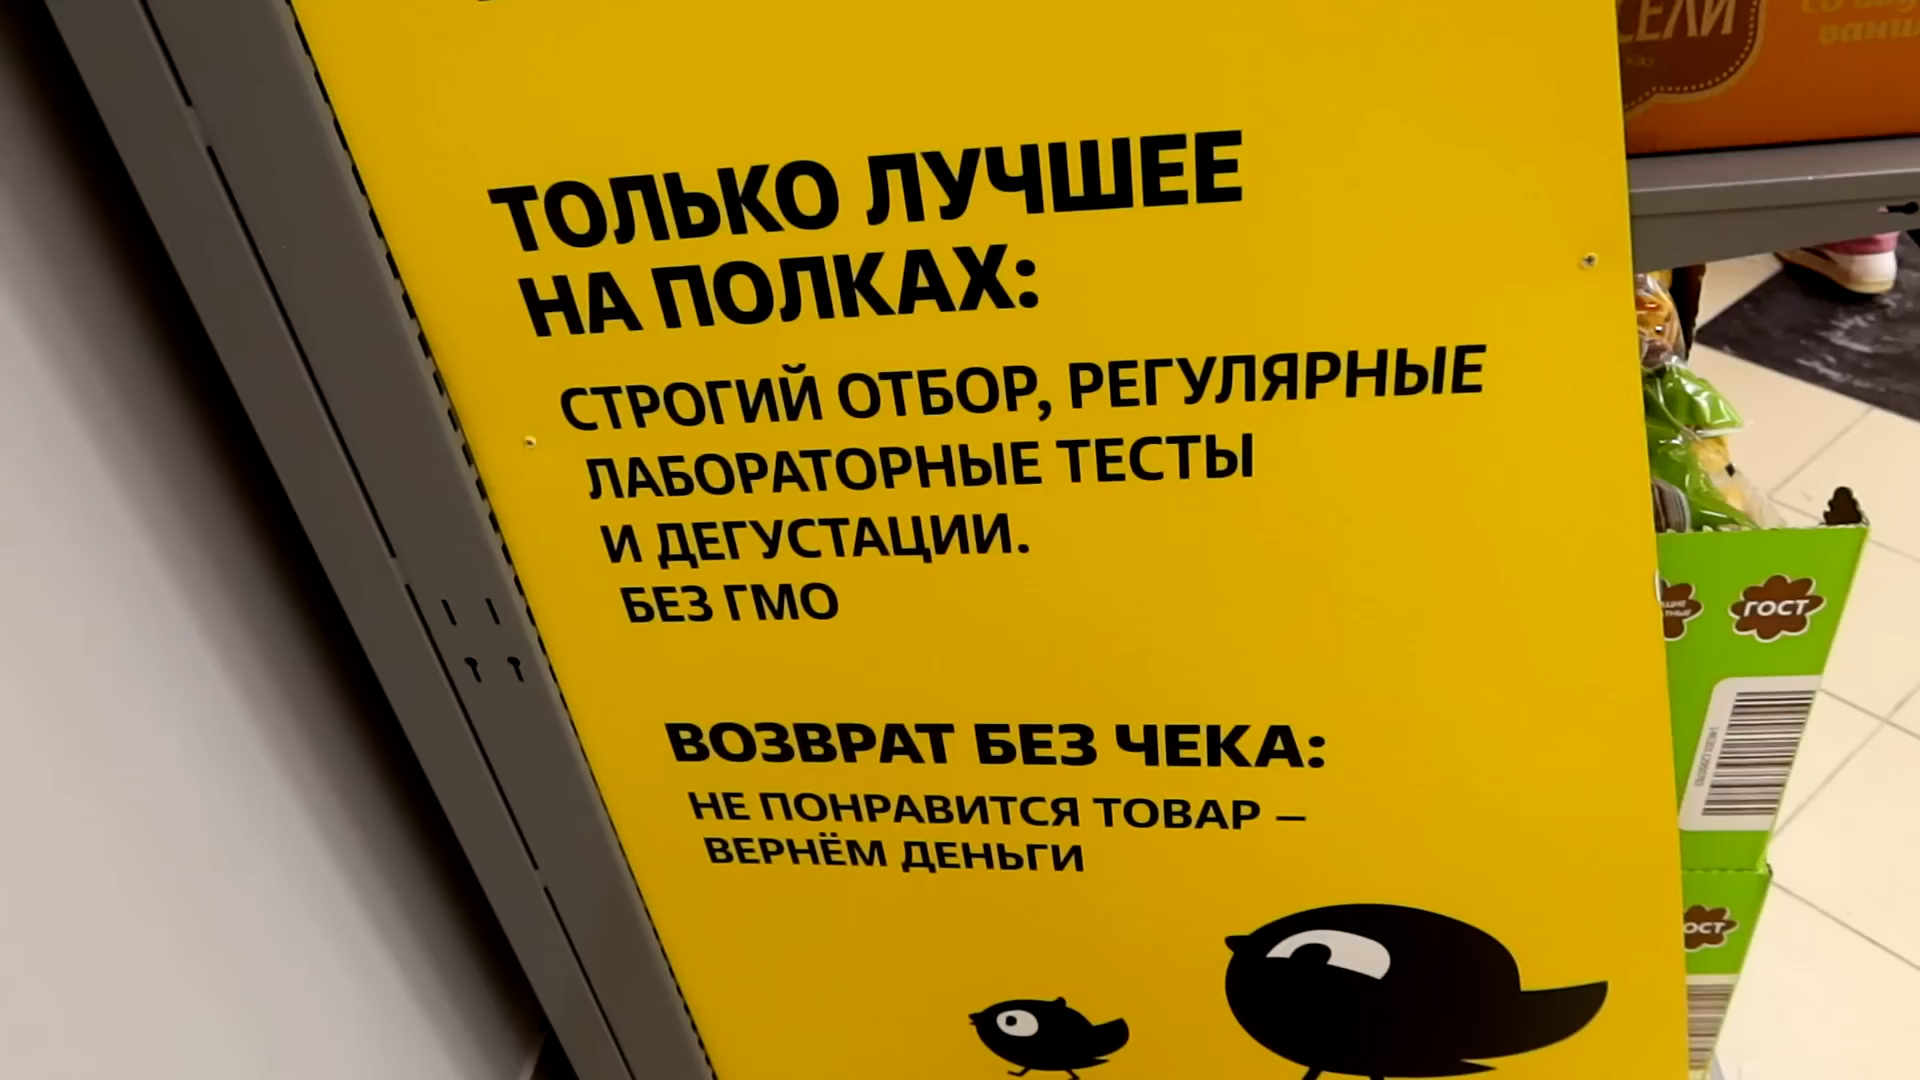 ТОЛЬКО ЛУЧШЕЕ
НА ПОЛКАХ:
СТРОГИЙ ОТБОР, РЕГУЛЯРНЫЕ
ЛАБОРАТОРНЫЕ ТЕСТЫ
И ДЕГУСТАЦИИ.
БЕЗ ГМО
ВОЗВРАТ БЕЗ ЧЕКА:
НЕ ПОНРАВИТСЯ ТОВАР –
ВЕРНЁМ ДЕНЬГИ
ГОСТ